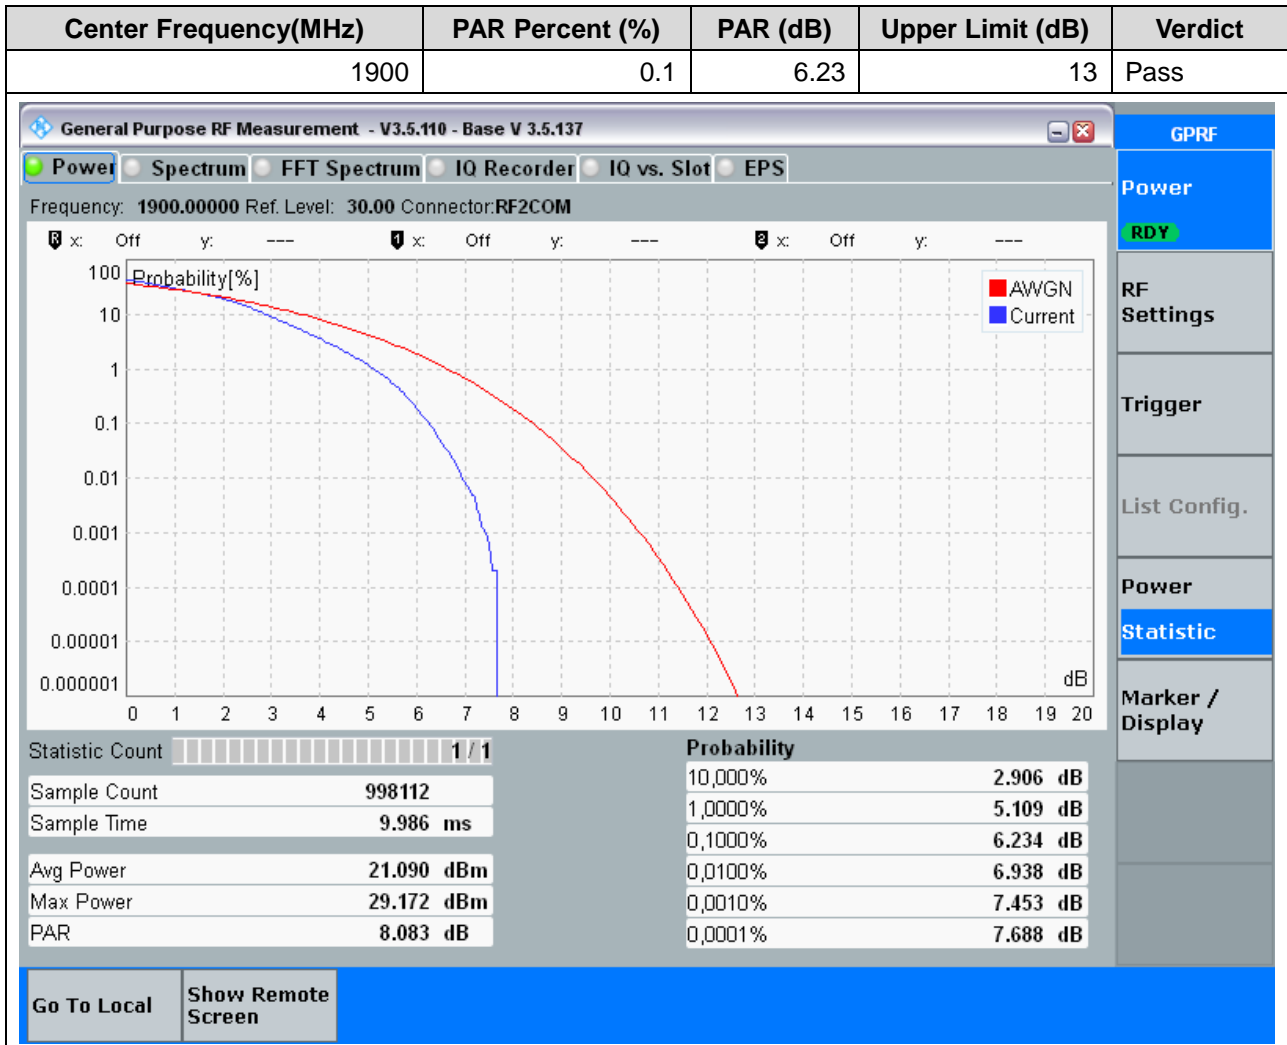 Center Frequency(MHz) PAR Percent (%) PAR (dB) Upper Limit (dB) Verdict
1900 0.1 6.23 13 Pass
General Purpose RF Measurement - V3.5.110 - Base V 3.5.137
GPRF
Power Spectrum FFT Spectrum IQ Recorder IQ vs. Slot EPS
Power
RDY
Frequency: 1900.00000 Ref. Level: 30.00 Connector:RF2COM
R x: Off y: --- 1 x: Off y: --- 2 x: Off y: ---
100 Probability[%]
AWGN
Current
10
1
0.1
0.01
0.001
0.0001
0.00001
0.000001
dB
0 1 2 3 4 5 6 7 8 9 10 11 12 13 14 15 16 17 18 19 20
RF
Settings
Trigger
List Config.
Power
Statistic
Marker /
Display
Statistic Count 1 / 1
Sample Count 998112
Sample Time 9.986 ms
Avg Power 21.090 dBm
Max Power 29.172 dBm
PAR 8.083 dB
Probability
10,000% 2.906 dB
1,0000% 5.109 dB
0,1000% 6.234 dB
0,0100% 6.938 dB
0,0010% 7.453 dB
0,0001% 7.688 dB
Go To Local
Show Remote
Screen